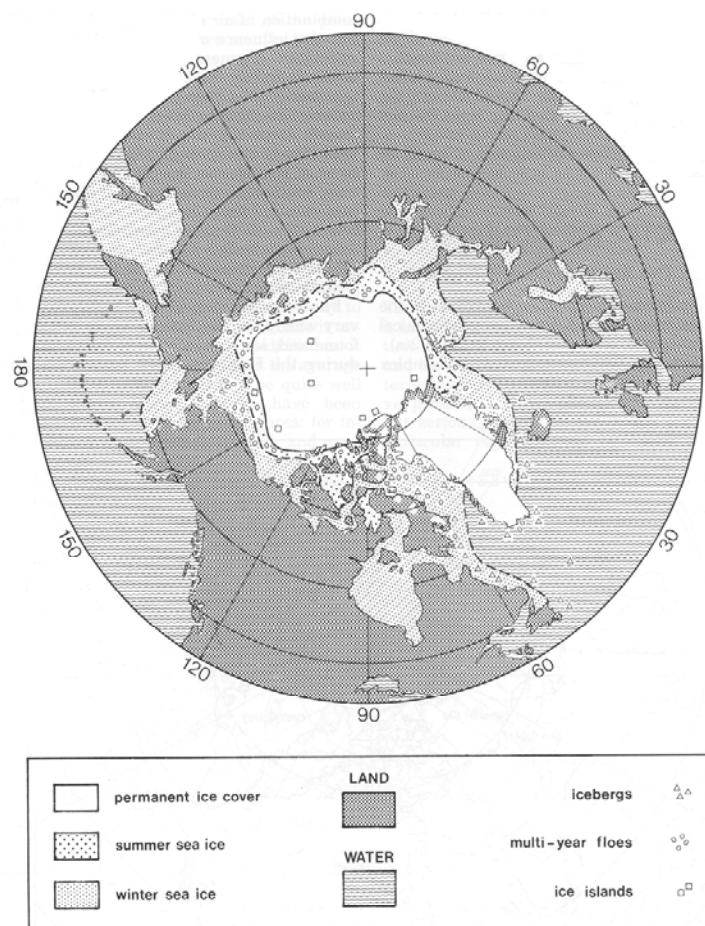 90
120
60
150
30
180
150
30
120
60
90
LAND
permanent ice cover
icebergs
summer sea ice
multi-year floes
WATER
winter sea ice
ice islands